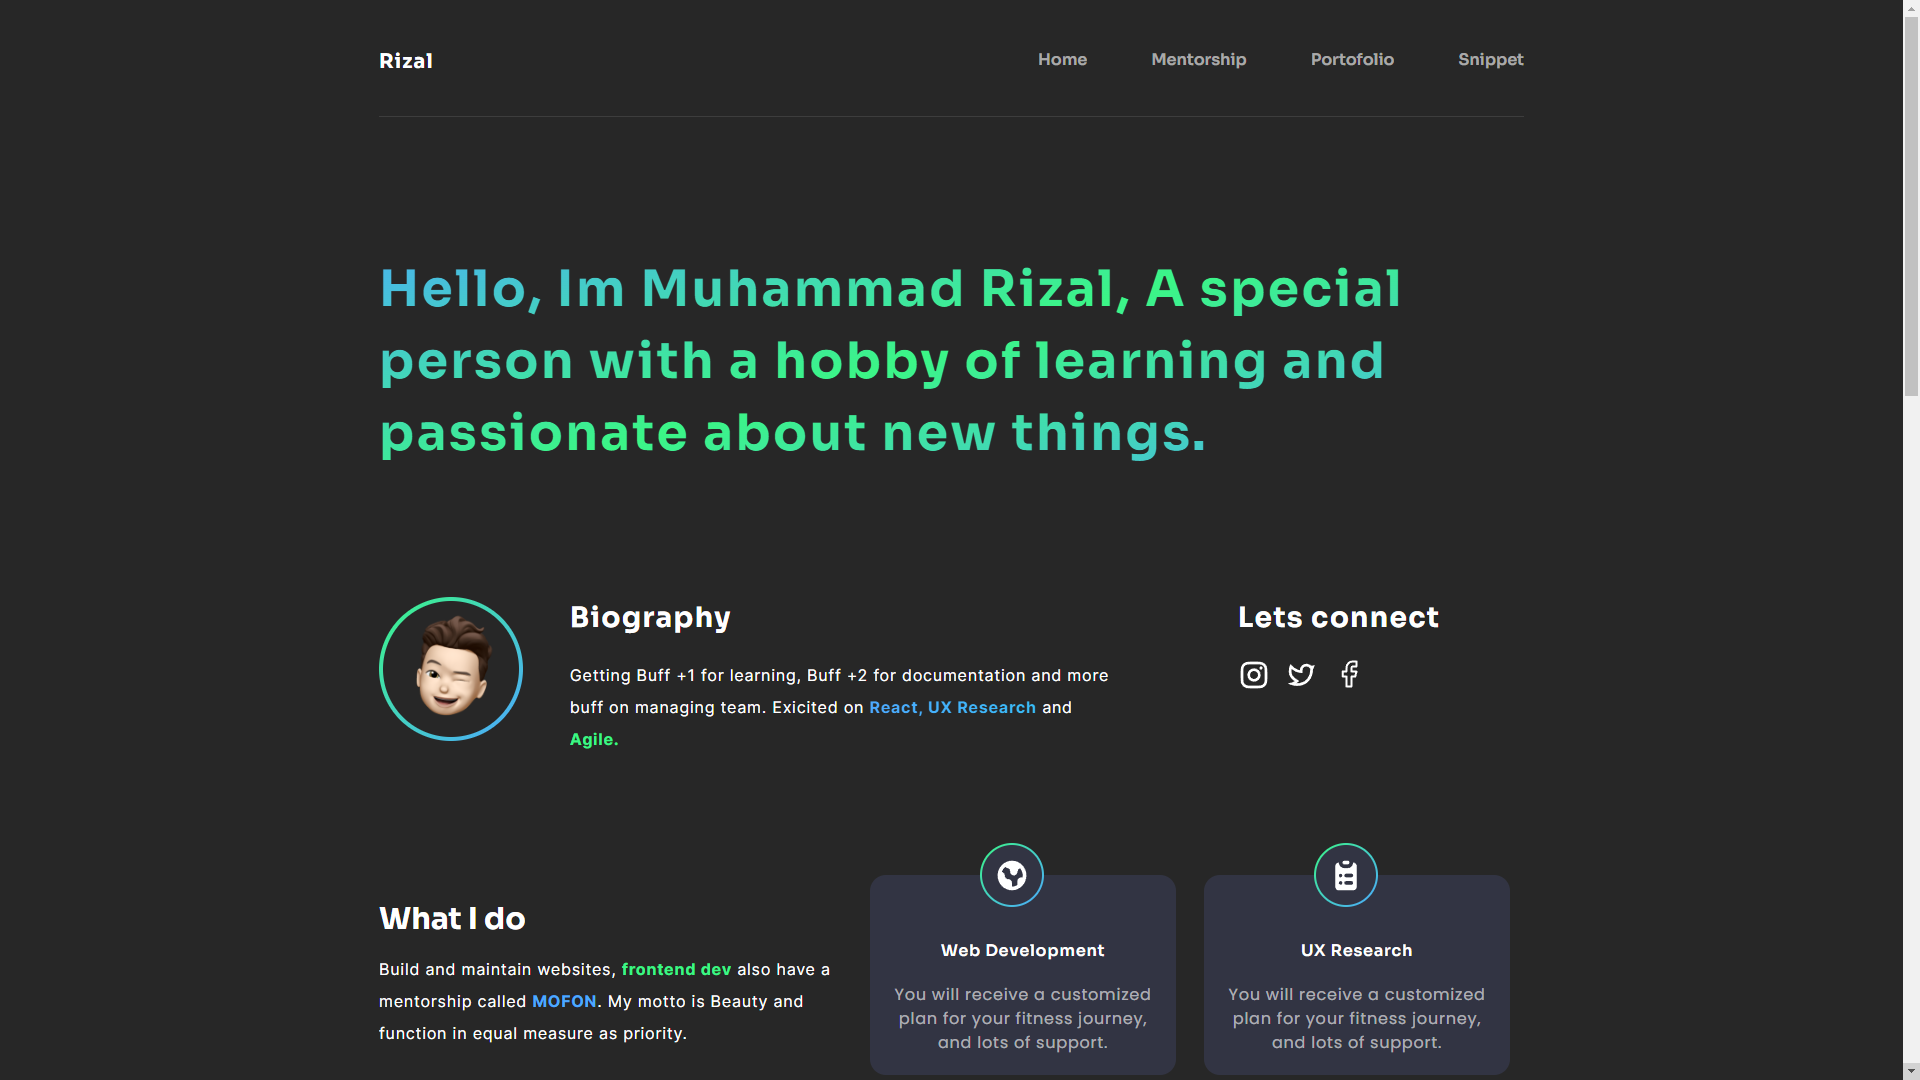 Rizal
Home
Mentorship
Portofolio
Snippet
Hello, Im Muhammad Rizal, A special
person with a hobby of learning and
passionate about new things.
Biography
Getting Buff +1 for learning, Buff +2 for documentation and more
buff on managing team. Exicited on React, UX Research and
Agile.
Lets connect
What I do
Build and maintain websites, frontend dev also have a
mentorship called MOFON. My motto is Beauty and
function in equal measure as priority.
Web Development
You will receive a customized
plan for your fitness journey,
and lots of support.
UX Research
You will receive a customized
plan for your fitness journey,
and lots of support.